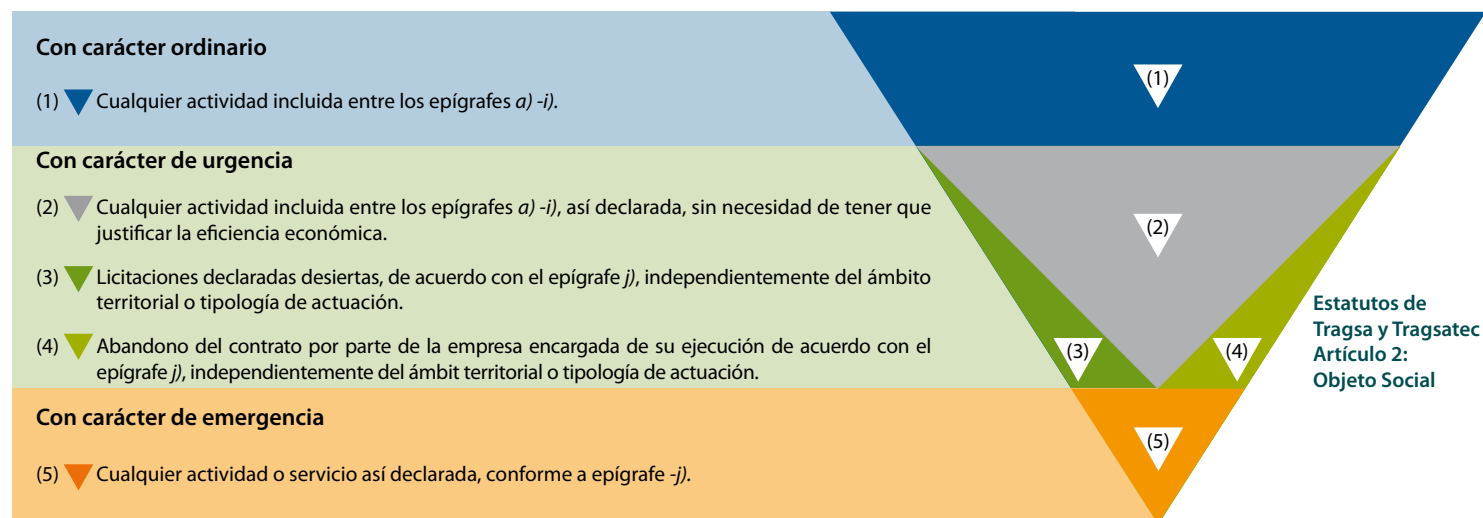 Con carácter ordinario
(1) Cualquier actividad incluida entre los epígrafes a) -i).
Con carácter de urgencia
(2) Cualquier actividad incluida entre los epígrafes a) -i), así declarada, sin necesidad de tener que
justificar la eficiencia económica.
(3) Licitaciones declaradas desiertas, de acuerdo con el epígrafe j), independientemente del ámbito
territorial o tipología de actuación.
(4) Abandono del contrato por parte de la empresa encargada de su ejecución de acuerdo con el
epígrafe j), independientemente del ámbit territorial o tipología de actuación.
Con carácter de emergencia
(5) Cualquier actividad o servicio así declarada, conforme a epígrafe -j).
(1)
(2)
(3)
(4)
(5)
Estatutos de
Tragsa y Tragsatec
Artículo 2:
Objeto Social